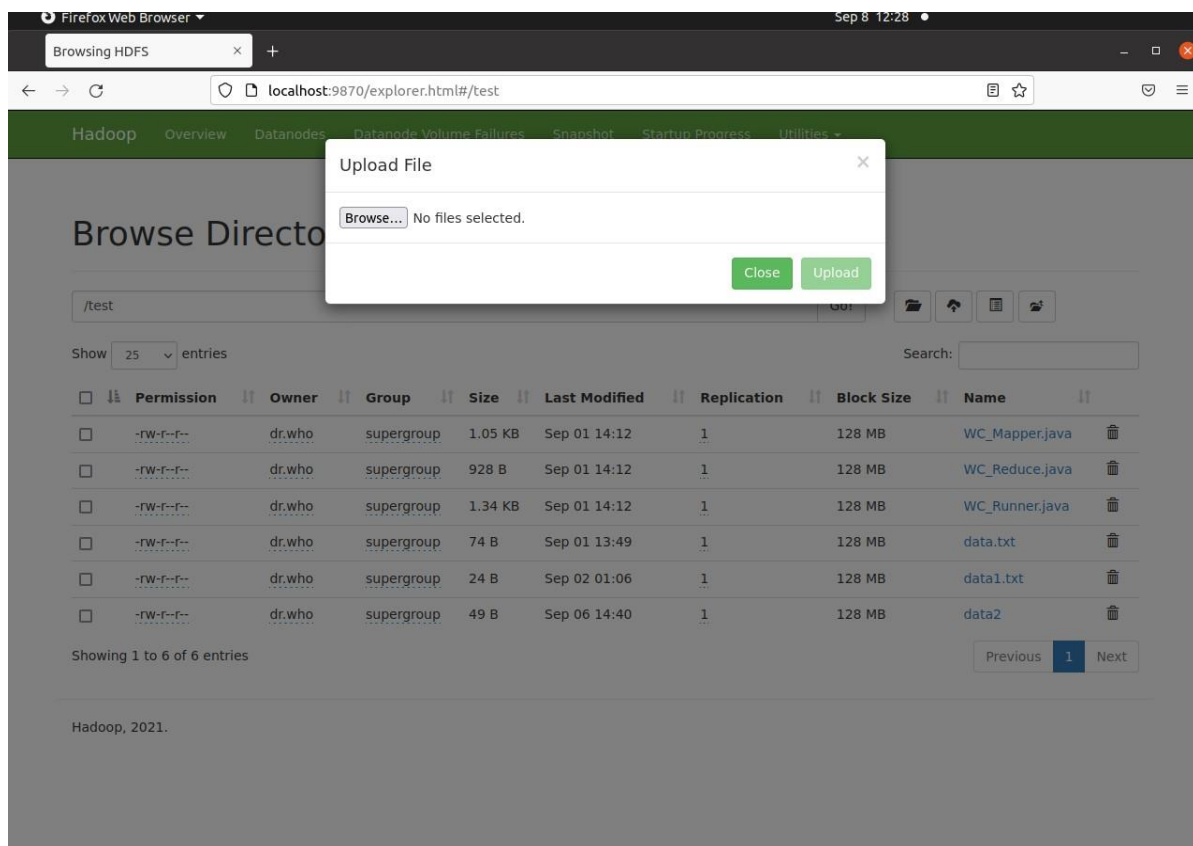 Firefox Web Browser
Sep 8 12:28
Browsing HDFS
localhost:9870/explorer.html#/test
Hadoop Overview Datanodes Datanode Volume Failures Snapshot Startup Progress Utilities
Upload File
Browse... No files selected.
Close Upload
Browse Directo
/test Go!
Show 25 entries Search:
Permission Owner Group Size Last Modified Replication Block Size Name
-rw-r--r-- dr.who supergroup 1.05 KB Sep 01 14:12 1 128 MB WC_Mapper.java
-rw-r--r-- dr.who supergroup 928 B Sep 01 14:12 1 128 MB WC_Reduce.java
-rw-r--r-- dr.who supergroup 1.34 KB Sep 01 14:12 1 128 MB WC_Runner.java
-rw-r--r-- dr.who supergroup 74 B Sep 01 13:49 1 128 MB data.txt
-rw-r--r-- dr.who supergroup 24 B Sep 02 01:06 1 128 MB data1.txt
-rw-r--r-- dr.who supergroup 49 B Sep 06 14:40 1 128 MB data2
Showing 1 to 6 of 6 entries
Previous 1 Next
Hadoop, 2021.